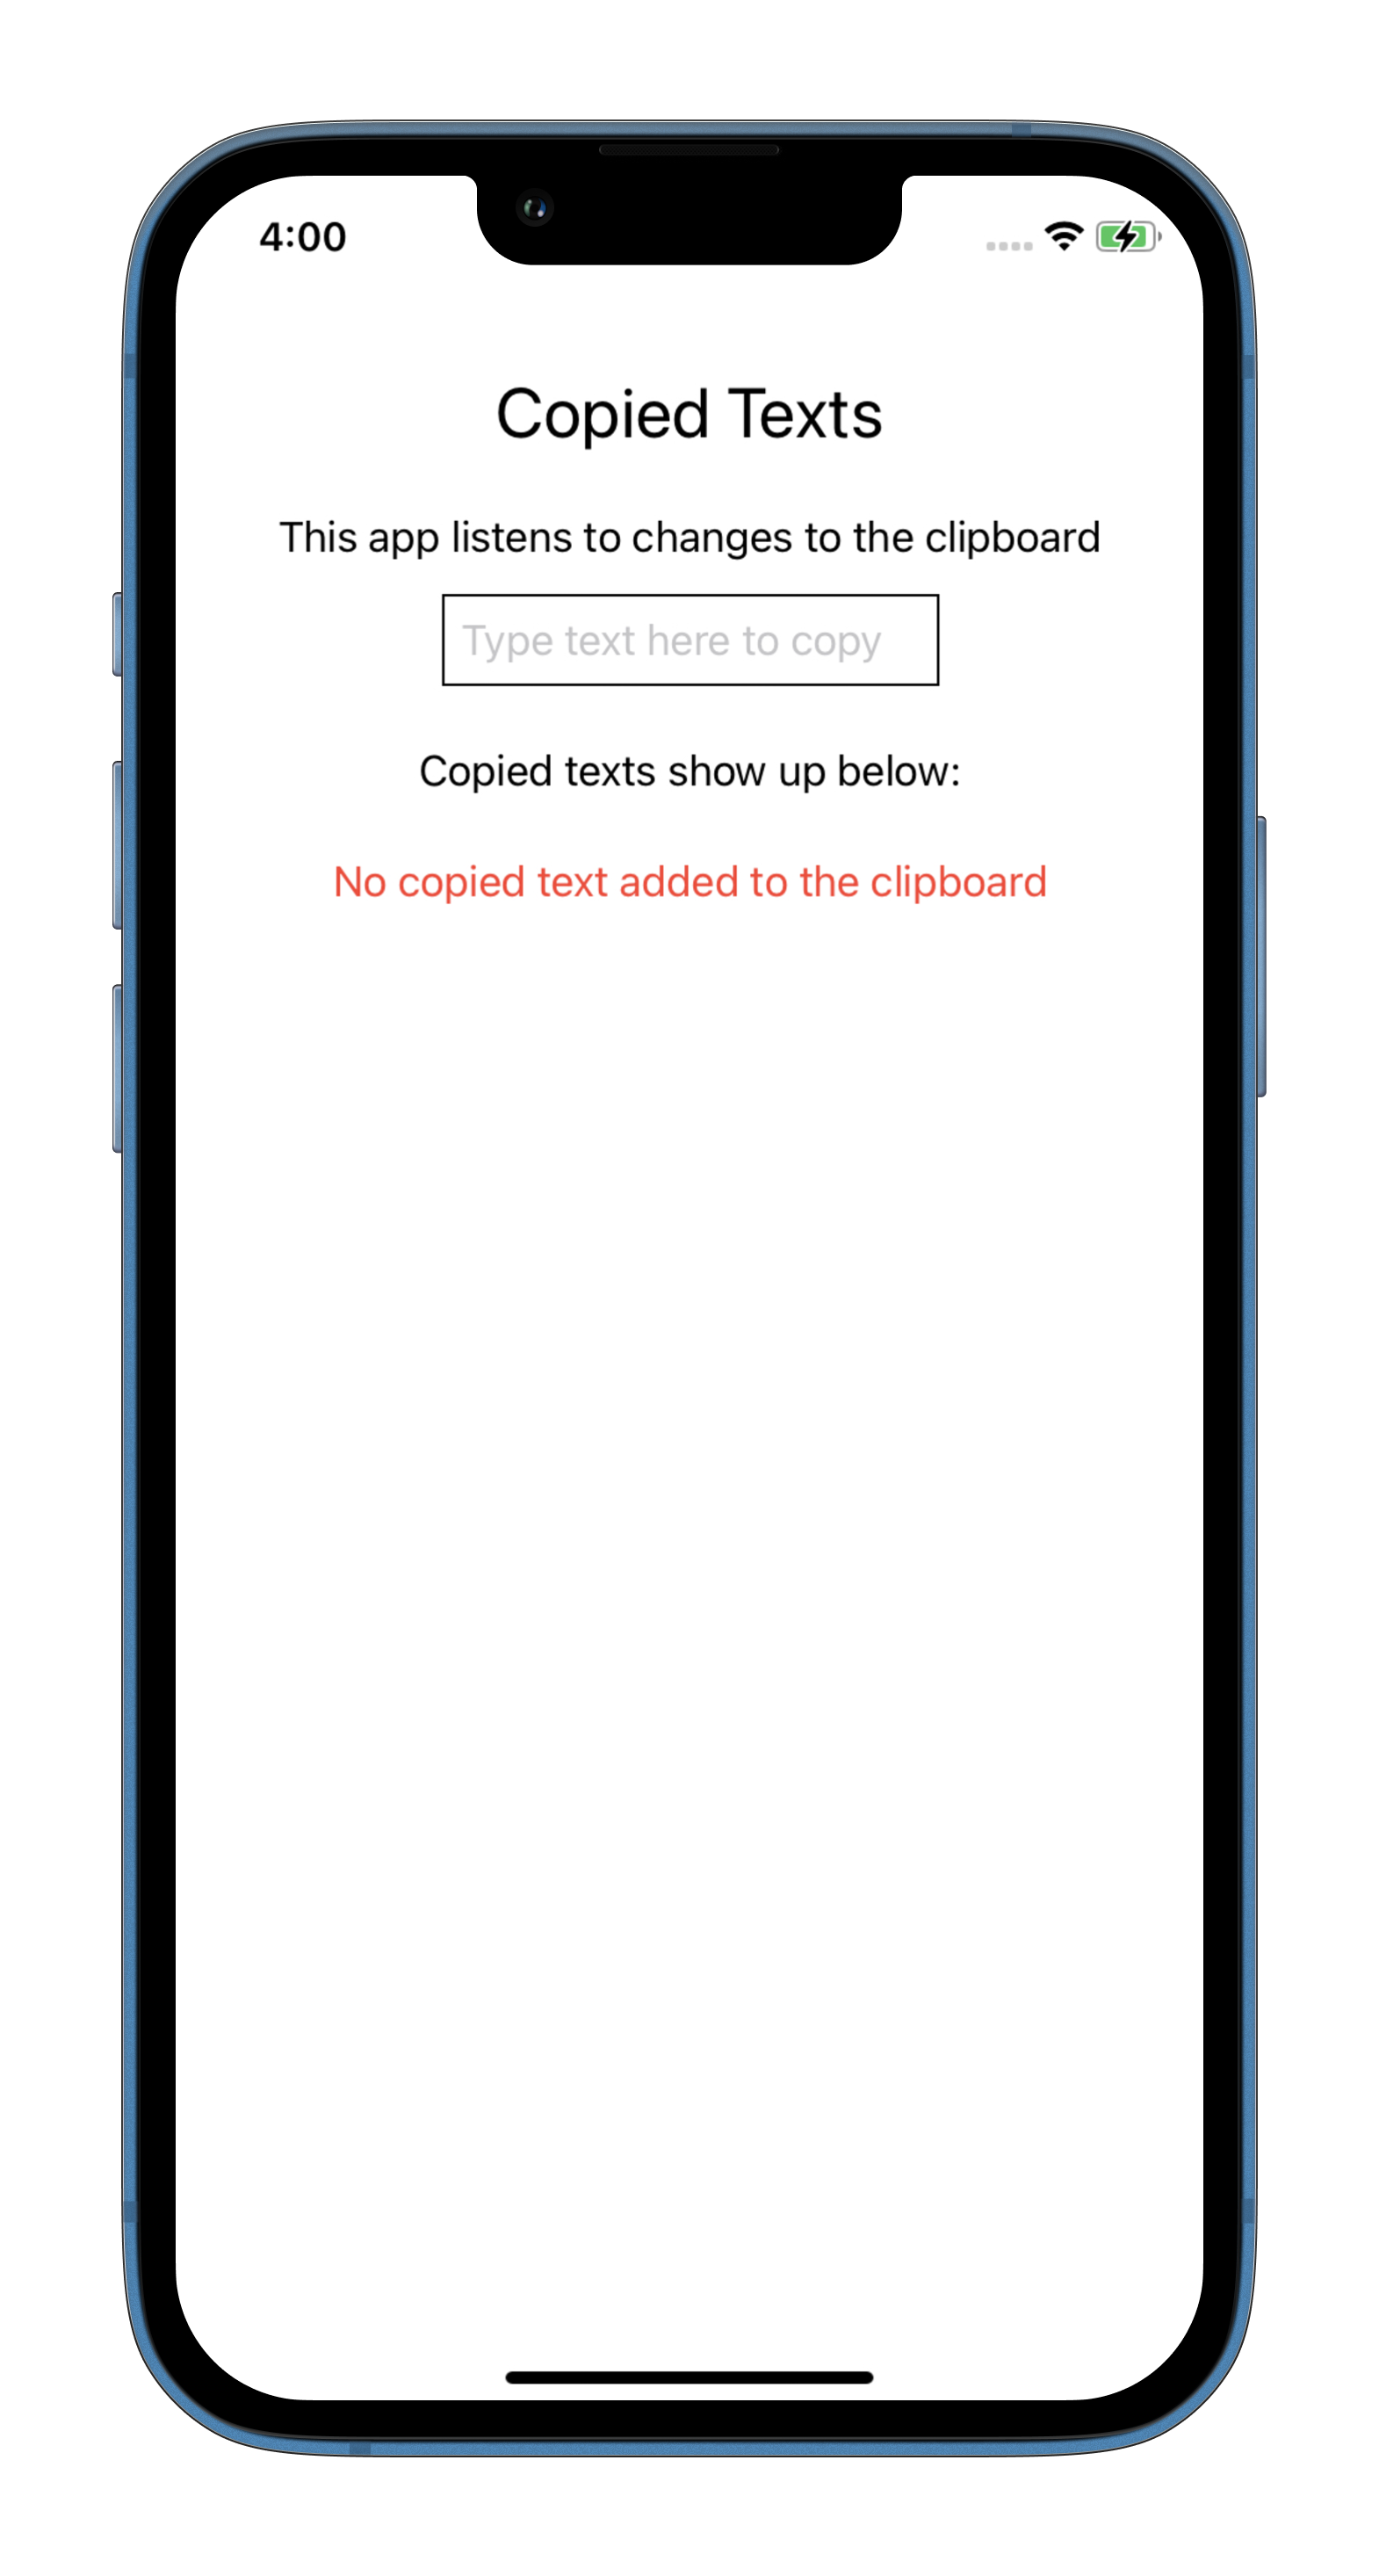 4:00
Copied Texts
This app listens to changes to the clipboard
Type text here to copy
Copied texts show up below:
No copied text added to the clipboard